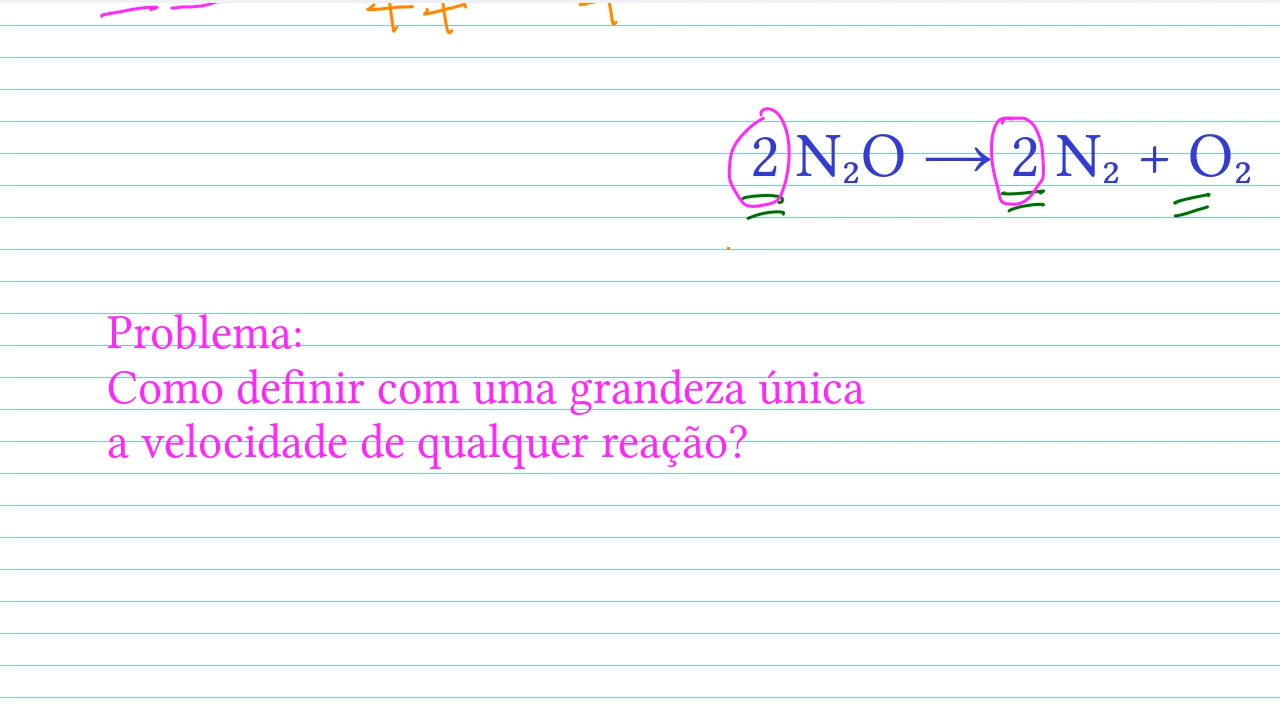 2 N₂O ⟶ 2 N₂ + O₂
Problema:
Como definir com uma grandeza única
a velocidade de qualquer reação?